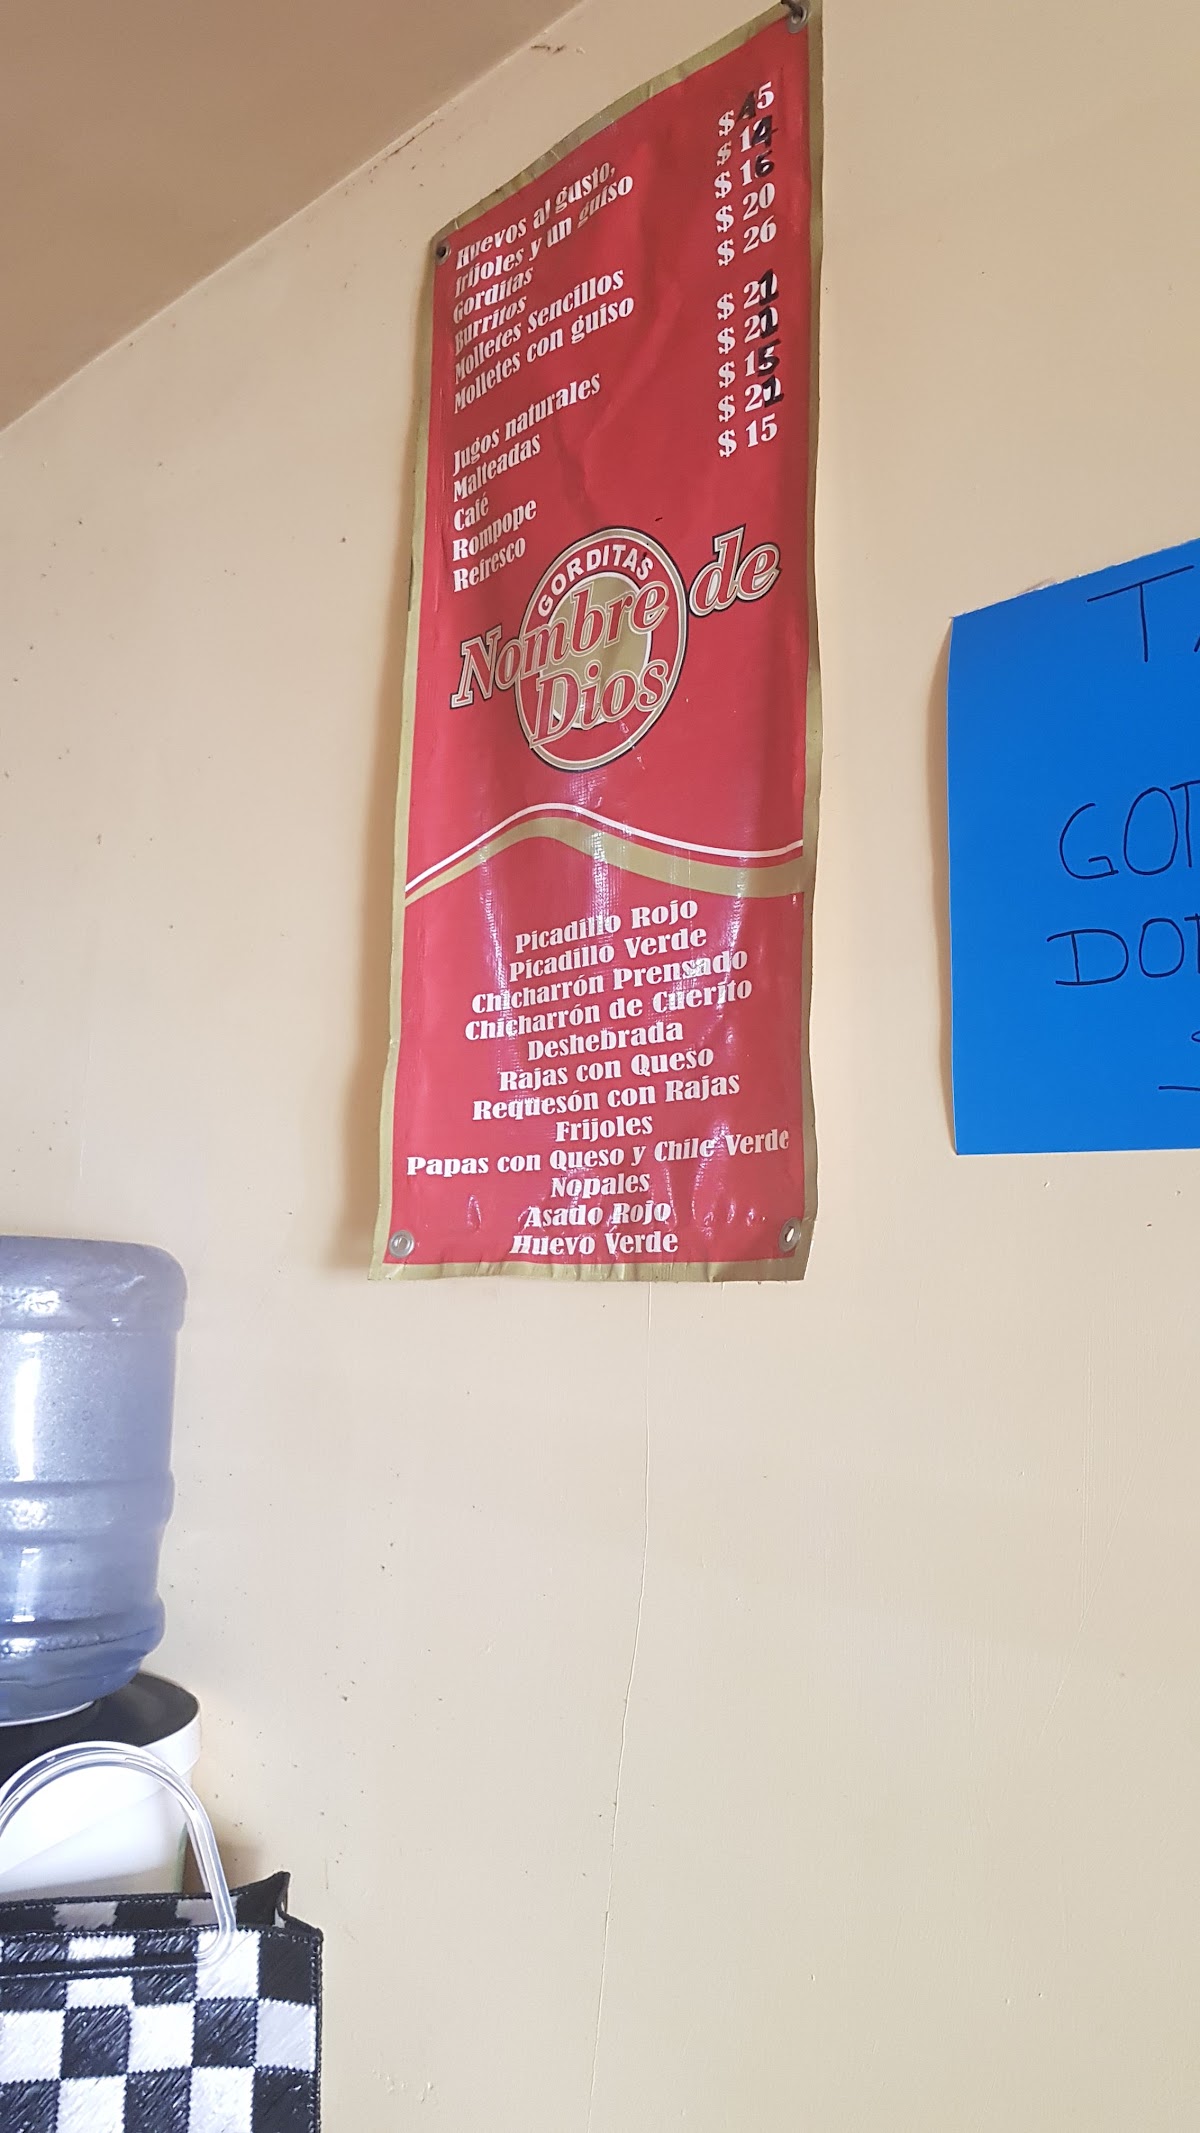 Huevos al gusto,
frijoles y un guiso $ 45
Gorditas $ 14
Burritos $ 16
Molletes sencillos $ 20
Molletes con guiso $ 26
Jugos naturales $ 21
Malteadas $ 21
Café $ 15
Rompope $ 21
Refresco $ 15
GORDITAS
Nombre de
Dios
Picadillo Rojo
Picadillo Verde
Chicharrón Prensado
Chicharrón de Cuerito
Deshebrada
Rajas con Queso
Requesón con Rajas
Frijoles
Papas con Queso y Chile Verde
Nopales
Asado Rojo
Huevo Verde